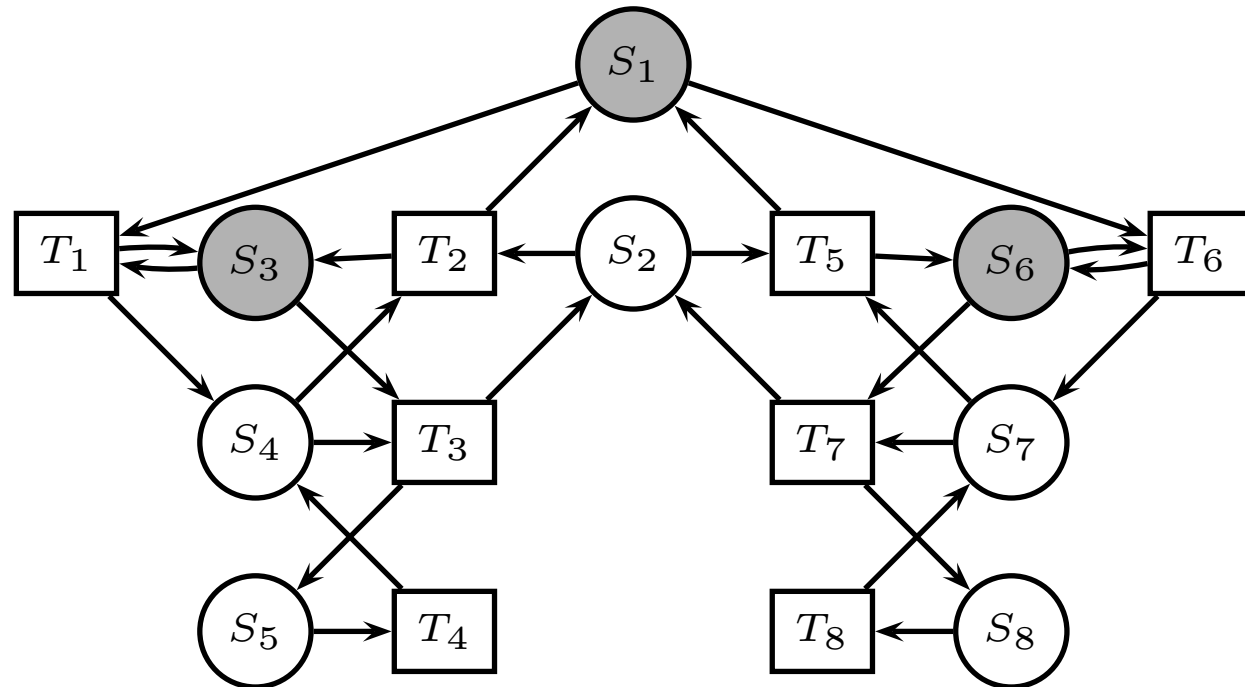 S₁
T₁ S₃ T₂ S₂ T₅ S₆ T₆
S₄ T₃ T₇ S₇
S₅ T₄ T₈ S₈